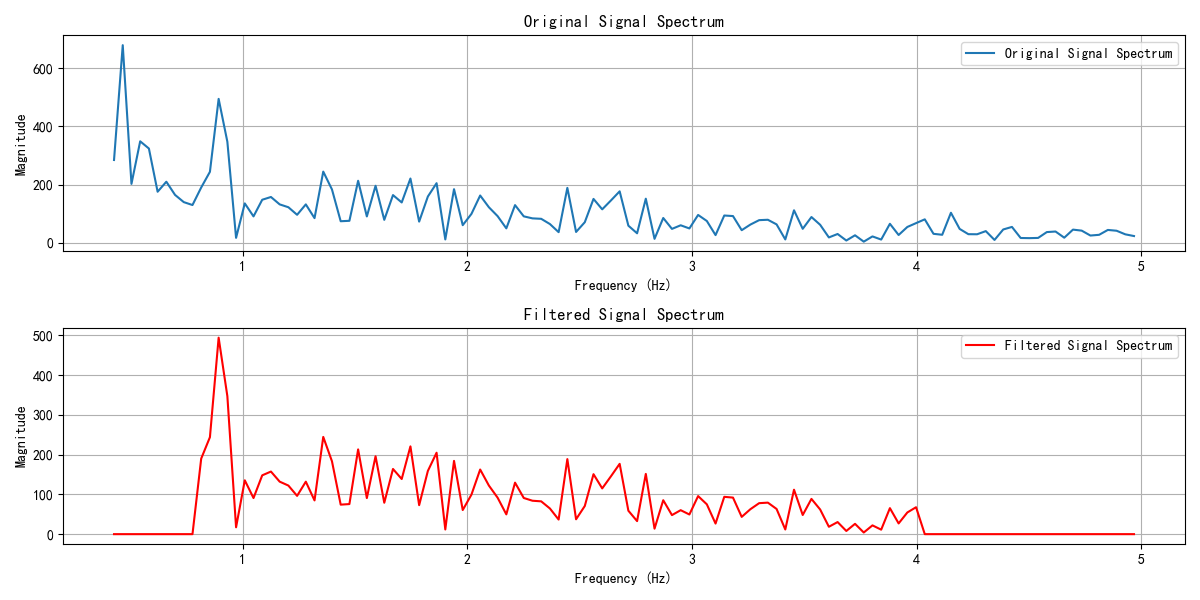 Original Signal Spectrum
Original Signal Spectrum
Magnitude
600
400
200
0
1 2 3 4 5
Frequency (Hz)
Filtered Signal Spectrum
Filtered Signal Spectrum
Magnitude
500
400
300
200
100
0
1 2 3 4 5
Frequency (Hz)